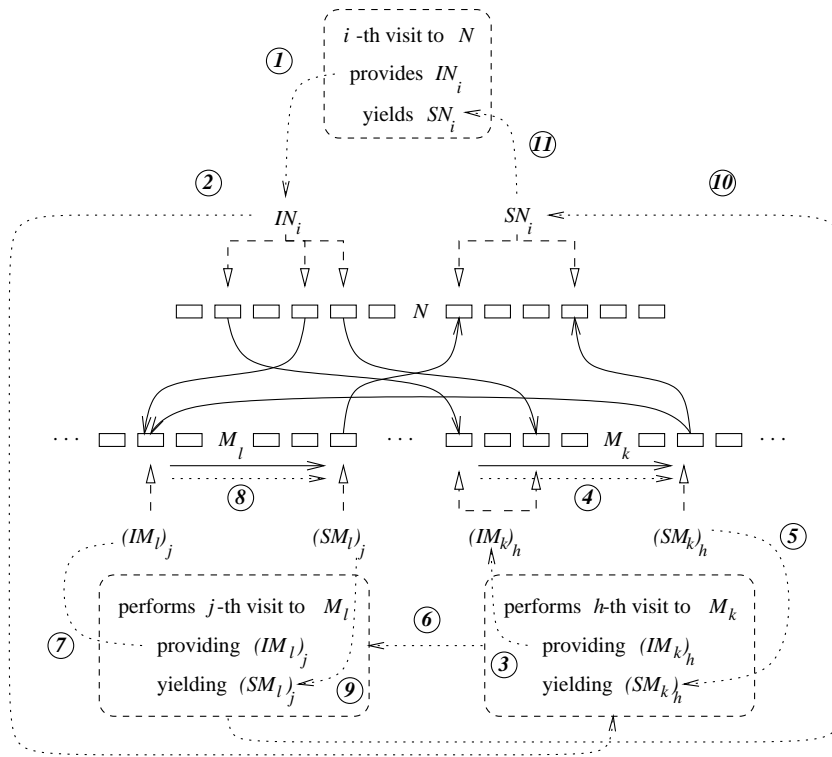 i -th visit to N
1
provides IN_i
yields SN_i
11
2
10
IN_i
SN_i
N
· · · M_l · · · M_k · · ·
8
4
(IM_l)_j
(SM_l)_j
(IM_k)_h
(SM_k)_h
5
performs j-th visit to M_l
performs h-th visit to M_k
6
7
providing (IM_l)_j
3
providing (IM_k)_h
yielding (SM_l)_j
9
yielding (SM_k)_h